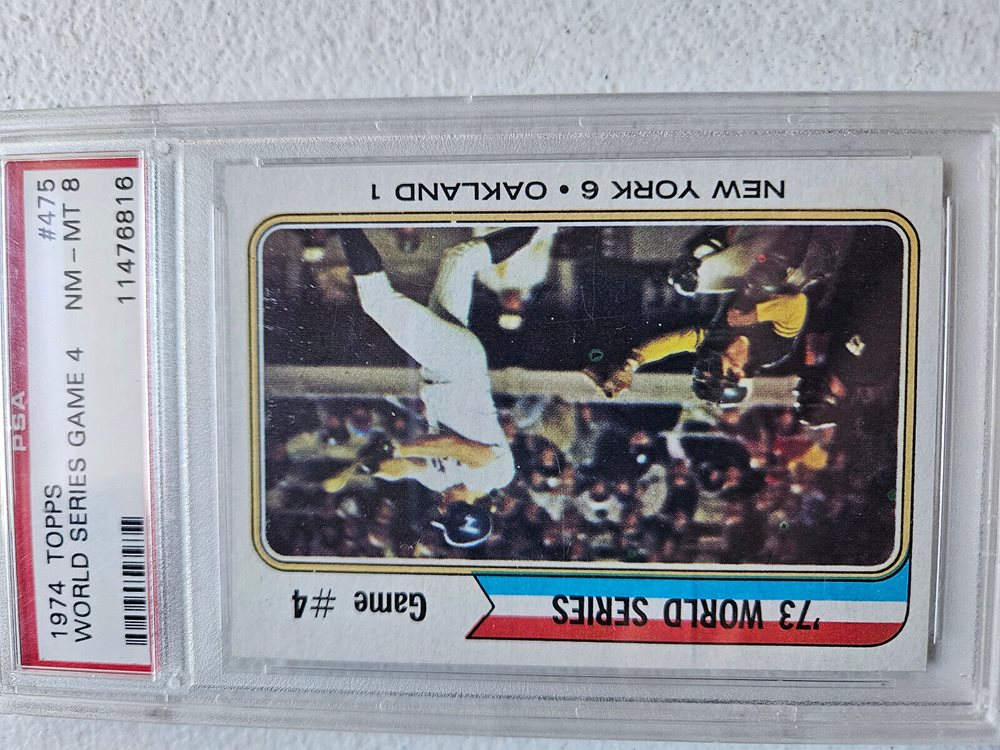 PSA
1974 TOPPS #475
WORLD SERIES GAME 4 NM - MT 8
11476816
'73 WORLD SERIES Game #4
NEW YORK 6 • OAKLAND 1